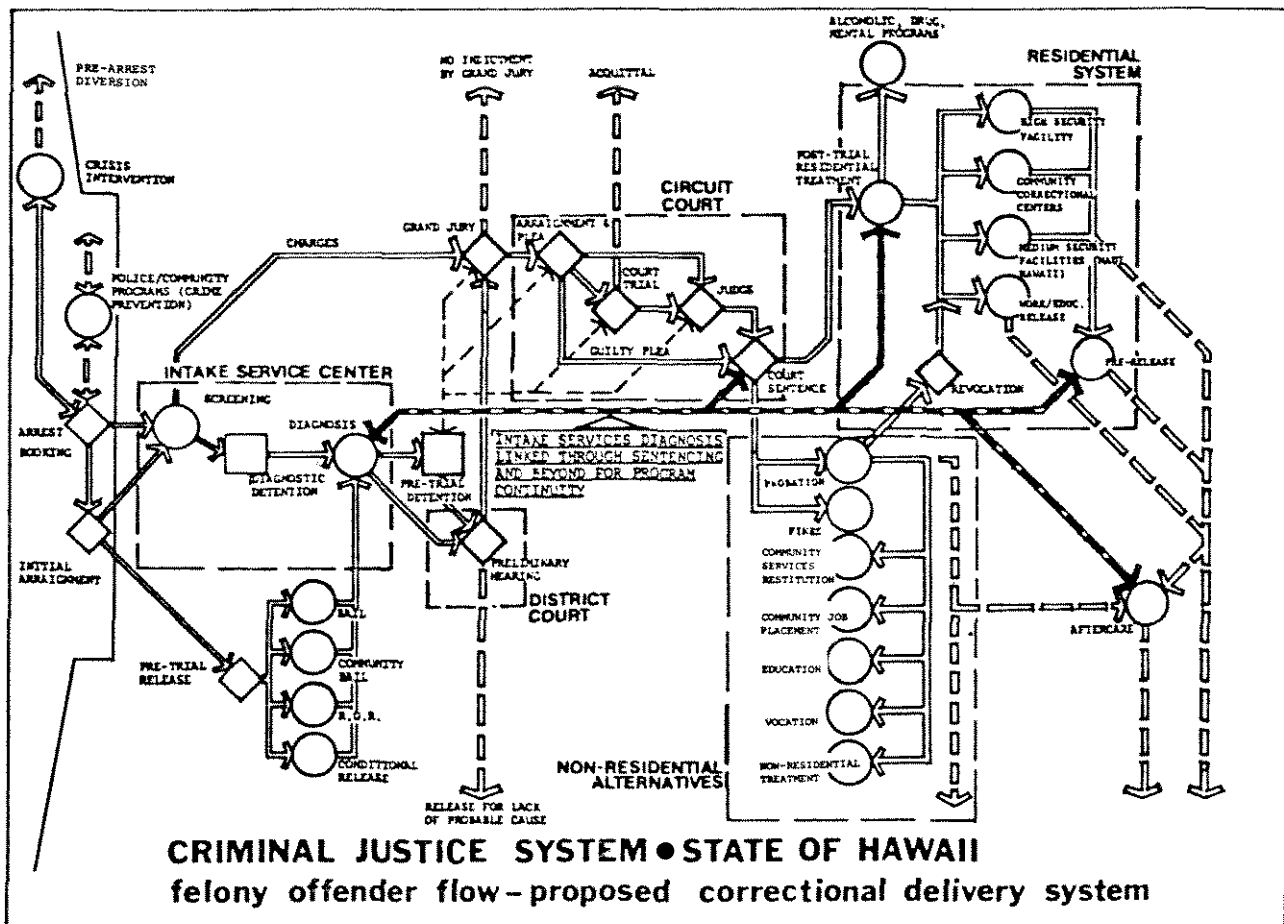 ALCOHOLIC, DRUG,
MENTAL PROGRAMS
RESIDENTIAL
SYSTEM
NO INDICTMENT
BY GRAND JURY
ACQUITTAL
PRE-ARREST
DIVERSION
CRISIS
INTERVENTION
HIGH SECURITY
FACILITY
POST-TRIAL
RESIDENTIAL
TREATMENT
COMMUNITY
CORRECTIONAL
CENTERS
CIRCUIT
COURT
CHARGES
GRAND JURY
ARRAIGNMENT &
PLEA
MEDIUM SECURITY
FACILITIES (MAUI
HAWAII)
POLICE/COMMUNITY
PROGRAMS (CRIME
PREVENTION)
COURT
TRIAL
JUDGE
WORK/EDUC.
RELEASE
GUILTY PLEA
COURT
SENTENCE
PRE-RELEASE
REVOCATION
INTAKE SERVICE CENTER
SCREENING
DIAGNOSIS
ARREST
BOOKING
DIAGNOSTIC
DETENTION
PRE-TRIAL
DETENTION
INTAKE SERVICES DIAGNOSIS
LINKED THROUGH SENTENCING
AND BEYOND FOR PROGRAM
CONTINUITY
PROBATION
FINES
INITIAL
ARRAIGNMENT
PRELIMINARY
HEARING
DISTRICT
COURT
COMMUNITY
SERVICES
RESTITUTION
BAIL
COMMUNITY JOB
PLACEMENT
AFTERCARE
PRE-TRIAL
RELEASE
COMMUNITY
BAIL
EDUCATION
R.O.R.
VOCATION
CONDITIONAL
RELEASE
NON-RESIDENTIAL
ALTERNATIVES
NON-RESIDENTIAL
TREATMENT
RELEASE FOR LACK
OF PROBABLE CAUSE
CRIMINAL JUSTICE SYSTEM • STATE OF HAWAII
felony offender flow - proposed correctional delivery system